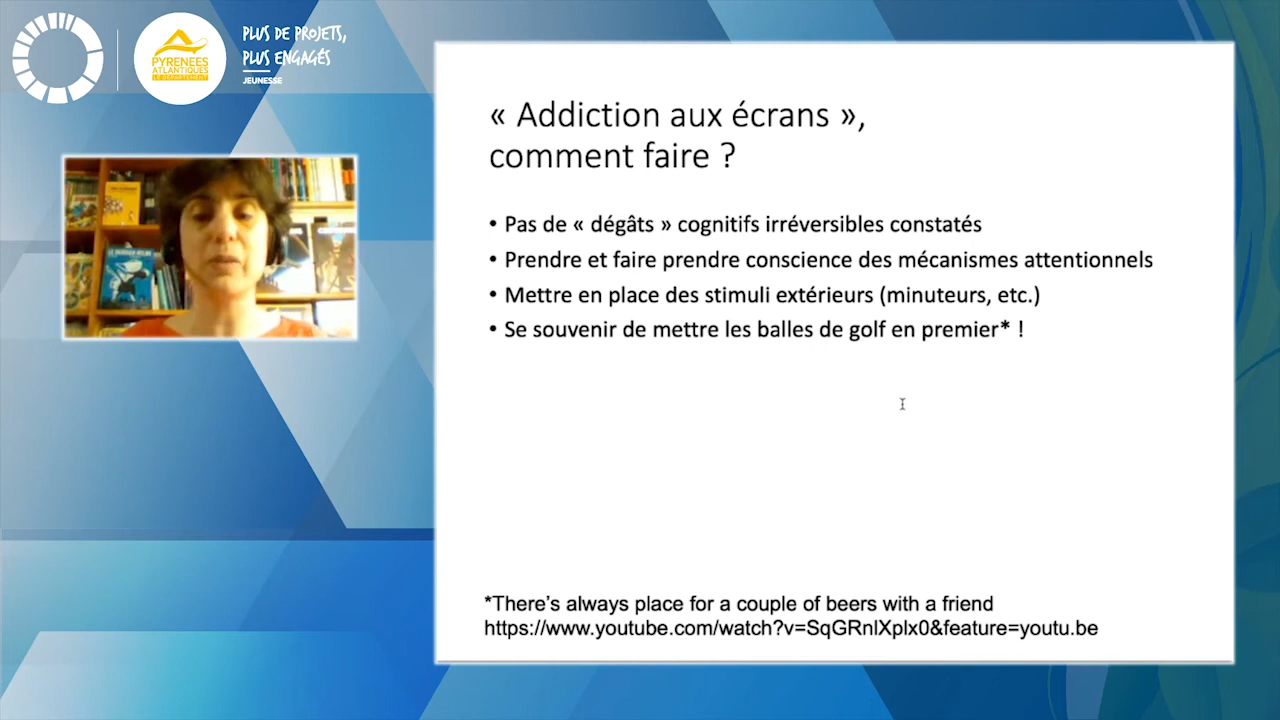 PLUS DE PROJETS,
PLUS ENGAGÉS
JEUNESSE
PYRENEES
ATLANTIQUES
LE DEPARTEMENT
« Addiction aux écrans »,
comment faire ?
• Pas de « dégâts » cognitifs irréversibles constatés
• Prendre et faire prendre conscience des mécanismes attentionnels
• Mettre en place des stimuli extérieurs (minuteurs, etc.)
• Se souvenir de mettre les balles de golf en premier* !
*There's always place for a couple of beers with a friend
https://www.youtube.com/watch?v=SqGRnlXplx0&feature=youtu.be